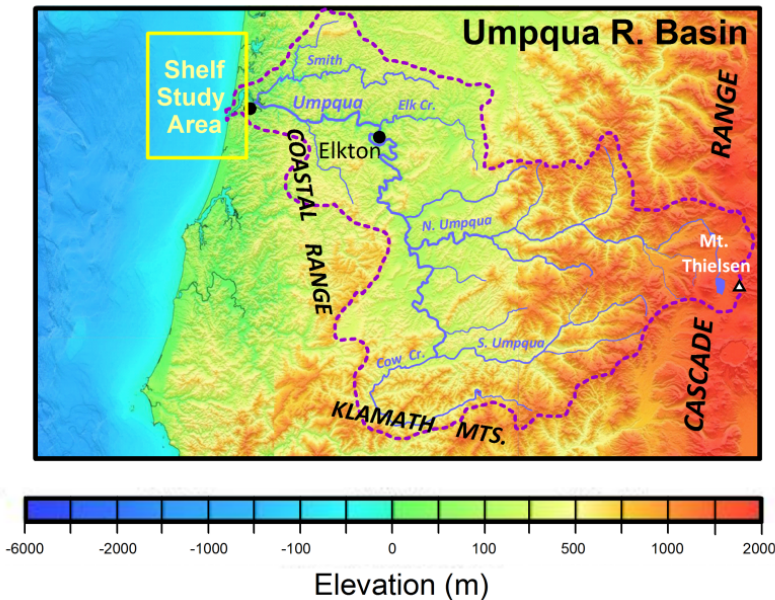 Umpqua R. Basin
Shelf
Study
Area
Smith
Umpqua
Elk Cr.
Elkton
COASTAL RANGE
N. Umpqua
Mt.
Thielsen
S. Umpqua
Cow Cr.
KLAMATH MTS.
CASCADE RANGE
-6000 -2000 -1000 -100 0 100 500 1000 2000
Elevation (m)